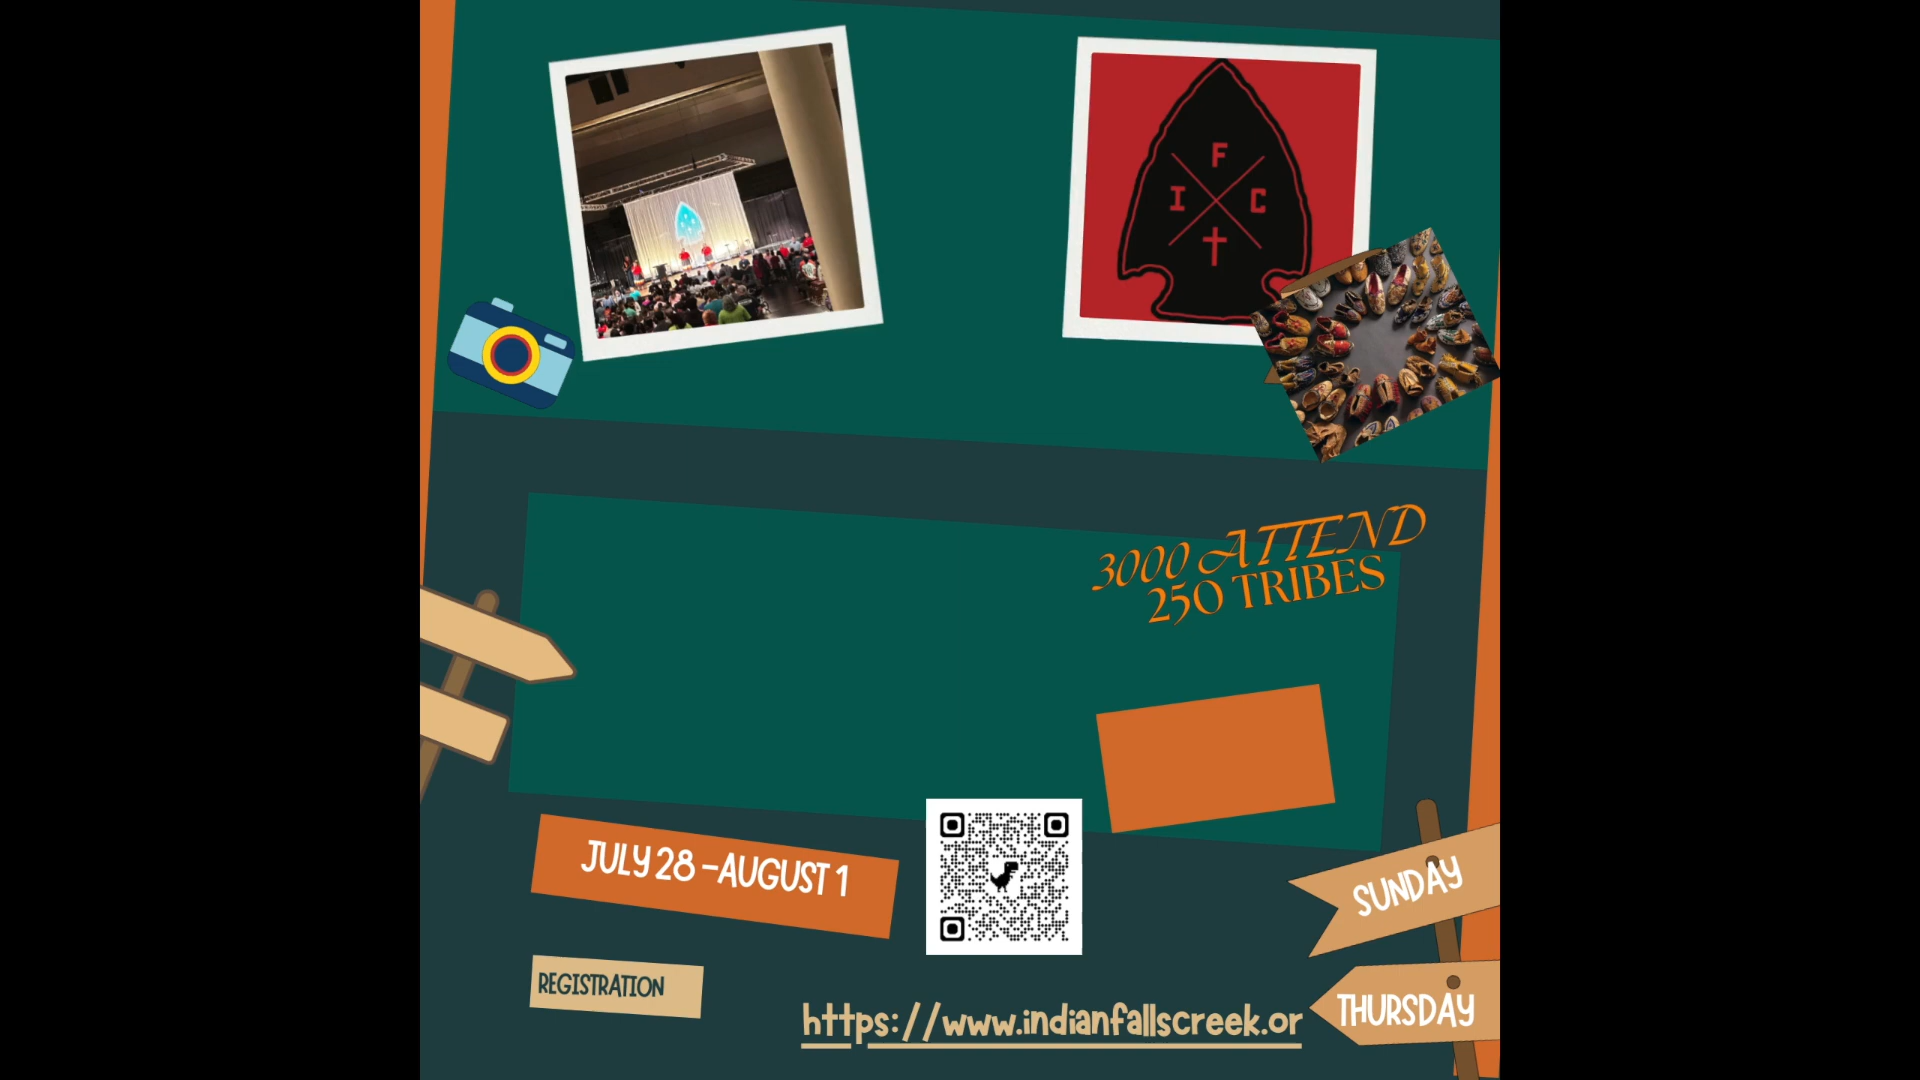 F
I C
3000 ATTEND
250 TRIBES
JULY 28 -AUGUST 1
SUNDAY
REGISTRATION
https://www.indianfallscreek.or
THURSDAY